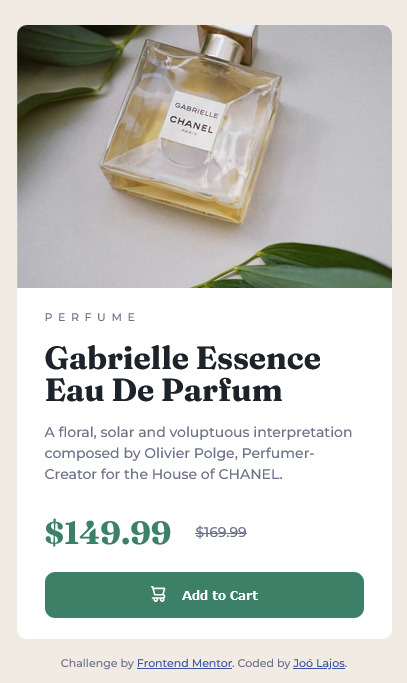 GABRIELLE
CHANEL
PARIS
PERFUME
Gabrielle Essence
Eau De Parfum
A floral, solar and voluptuous interpretation
composed by Olivier Polge, Perfumer-
Creator for the House of CHANEL.
$149.99 $169.99
Add to Cart
Challenge by Frontend Mentor. Coded by Joó Lajos.